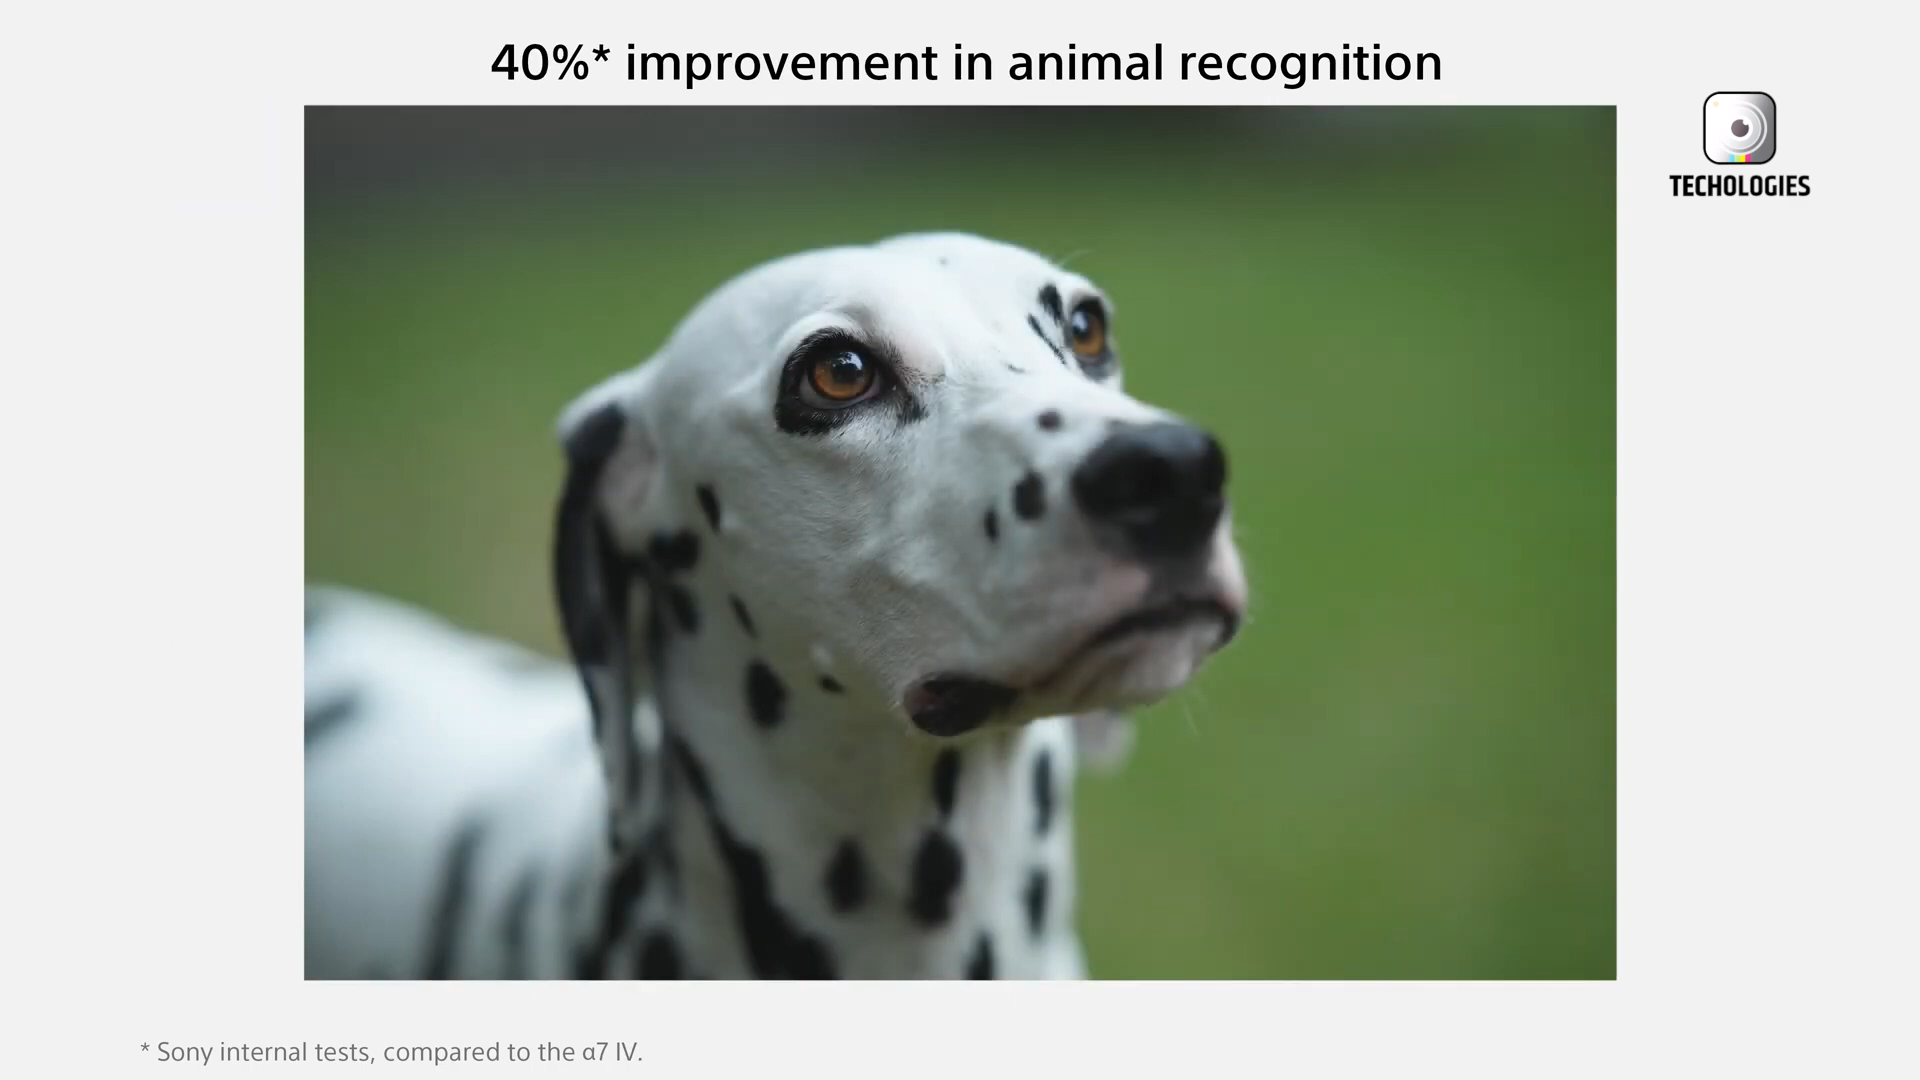 40%* improvement in animal recognition
TECHOLOGIES
* Sony internal tests, compared to the α7 IV.